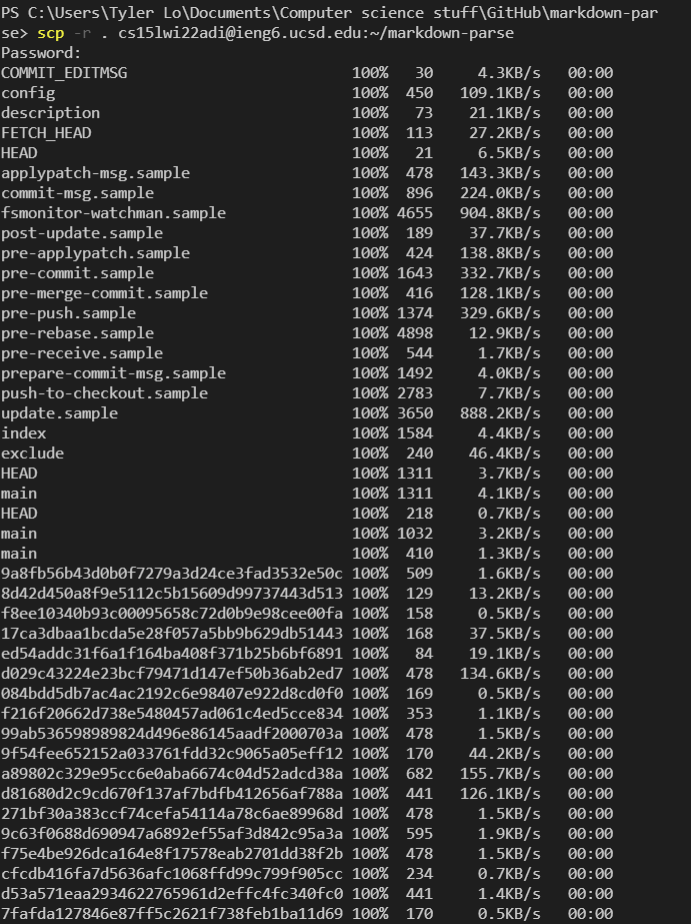 PS C:\Users\Tyler Lo\Documents\Computer science stuff\GitHub\markdown-par
se> scp -r . cs15lwi22adi@ieng6.ucsd.edu:~/markdown-parse
Password:
COMMIT_EDITMSG 100% 30 4.3KB/s 00:00
config 100% 450 109.1KB/s 00:00
description 100% 73 21.1KB/s 00:00
FETCH_HEAD 100% 113 27.2KB/s 00:00
HEAD 100% 21 6.5KB/s 00:00
applypatch-msg.sample 100% 478 143.3KB/s 00:00
commit-msg.sample 100% 896 224.0KB/s 00:00
fsmonitor-watchman.sample 100% 4655 904.8KB/s 00:00
post-update.sample 100% 189 37.7KB/s 00:00
pre-applypatch.sample 100% 424 138.8KB/s 00:00
pre-commit.sample 100% 1643 332.7KB/s 00:00
pre-merge-commit.sample 100% 416 128.1KB/s 00:00
pre-push.sample 100% 1374 329.6KB/s 00:00
pre-rebase.sample 100% 4898 12.9KB/s 00:00
pre-receive.sample 100% 544 1.7KB/s 00:00
prepare-commit-msg.sample 100% 1492 4.0KB/s 00:00
push-to-checkout.sample 100% 2783 7.7KB/s 00:00
update.sample 100% 3650 888.2KB/s 00:00
index 100% 1584 4.4KB/s 00:00
exclude 100% 240 46.4KB/s 00:00
HEAD 100% 1311 3.7KB/s 00:00
main 100% 1311 4.1KB/s 00:00
HEAD 100% 218 0.7KB/s 00:00
main 100% 1032 3.2KB/s 00:00
main 100% 410 1.3KB/s 00:00
9a8fb56b43d0b0f7279a3d24ce3fad3532e50c 100% 509 1.6KB/s 00:00
8d42d450a8f9e5112c5b15609d99737443d513 100% 129 13.2KB/s 00:00
f8ee10340b93c00095658c72d0b9e98cee00fa 100% 158 0.5KB/s 00:00
17ca3dbaa1bcda5e28f057a5bb9b629db51443 100% 168 37.5KB/s 00:00
ed54addc31f6a1f164ba408f371b25b6bf6891 100% 84 19.1KB/s 00:00
d029c43224e23bcf79471d147ef50b36ab2ed7 100% 478 134.6KB/s 00:00
084bdd5db7ac4ac2192c6e98407e922d8cd0f0 100% 169 0.5KB/s 00:00
f216f20662d738e5480457ad061c4ed5cce834 100% 353 1.1KB/s 00:00
99ab536598989824d496e86145aadf2000703a 100% 478 1.5KB/s 00:00
9f54fee652152a033761fdd32c9065a05eff12 100% 170 44.2KB/s 00:00
a89802c329e95cc6e0aba6674c04d52adcd38a 100% 682 155.7KB/s 00:00
d81680d2c9cd670f137af7bdfb412656af788a 100% 441 126.1KB/s 00:00
271bf30a383ccf74cefa54114a78c6ae89968d 100% 478 1.5KB/s 00:00
9c63f0688d690947a6892ef55af3d842c95a3a 100% 595 1.9KB/s 00:00
f75e4be926dca164e8f17578eab2701dd38f2b 100% 478 1.5KB/s 00:00
cfcdb416fa7d5636afc1068ffd99c799f905cc 100% 234 0.7KB/s 00:00
d53a571eaa2934622765961d2effc4fc340fc0 100% 441 1.4KB/s 00:00
7fafda127846e87ff5c2621f738feb1ba11d69 100% 170 0.5KB/s 00:00